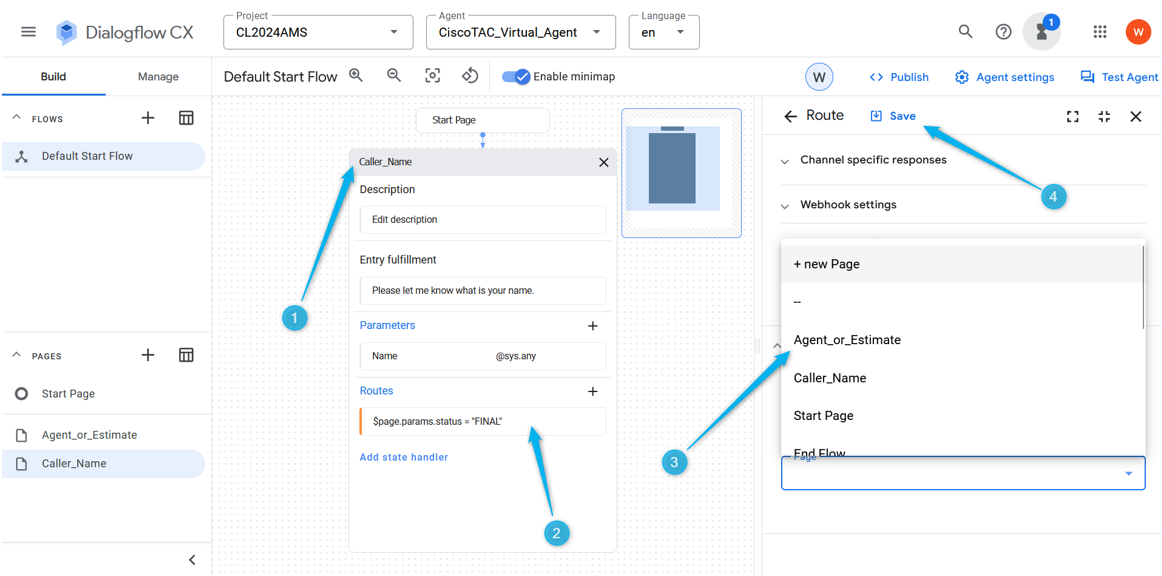 Dialogflow CX
Project
CL2024AMS
Agent
CiscoTAC_Virtual_Agent
Language
en
1
W
Build
Manage
Default Start Flow
Enable minimap
W
Publish
Agent settings
Test Agent
FLOWS
Default Start Flow
PAGES
Start Page
Agent_or_Estimate
Caller_Name
Start Page
Caller_Name
Description
Edit description
Entry fulfillment
Please let me know what is your name.
Parameters
Name @sys.any
Routes
$page.params.status = "FINAL"
Add state handler
1
2
Route
Save
4
Channel specific responses
Webhook settings
+ new Page
--
Agent_or_Estimate
Caller_Name
Start Page
End Flow
Page
3